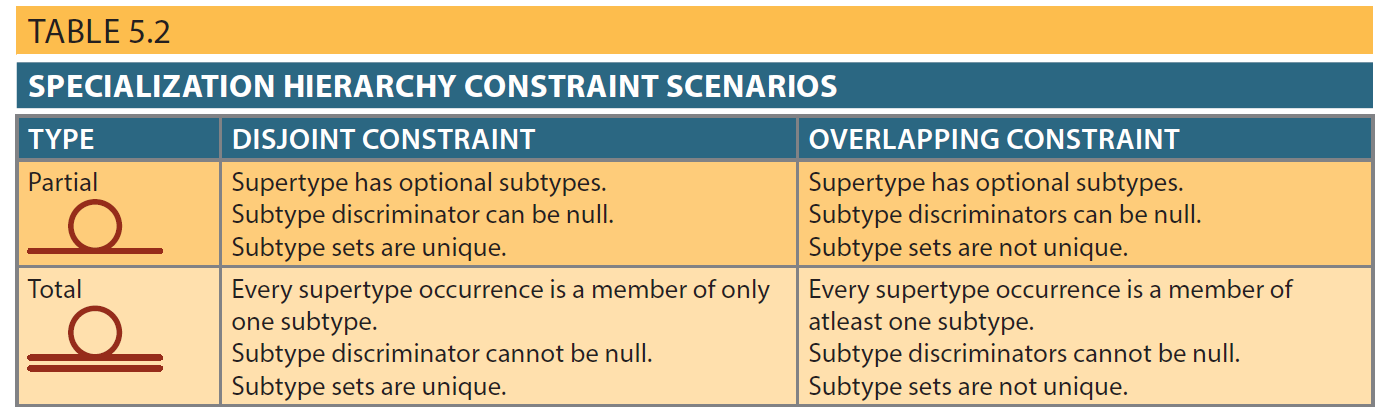 TABLE 5.2
SPECIALIZATION HIERARCHY CONSTRAINT SCENARIOS
TYPE
DISJOINT CONSTRAINT
OVERLAPPING CONSTRAINT
Partial
Supertype has optional subtypes.
Subtype discriminator can be null.
Subtype sets are unique.
Supertype has optional subtypes.
Subtype discriminators can be null.
Subtype sets are not unique.
Total
Every supertype occurrence is a member of only
one subtype.
Subtype discriminator cannot be null.
Subtype sets are unique.
Every supertype occurrence is a member of
atleast one subtype.
Subtype discriminators cannot be null.
Subtype sets are not unique.